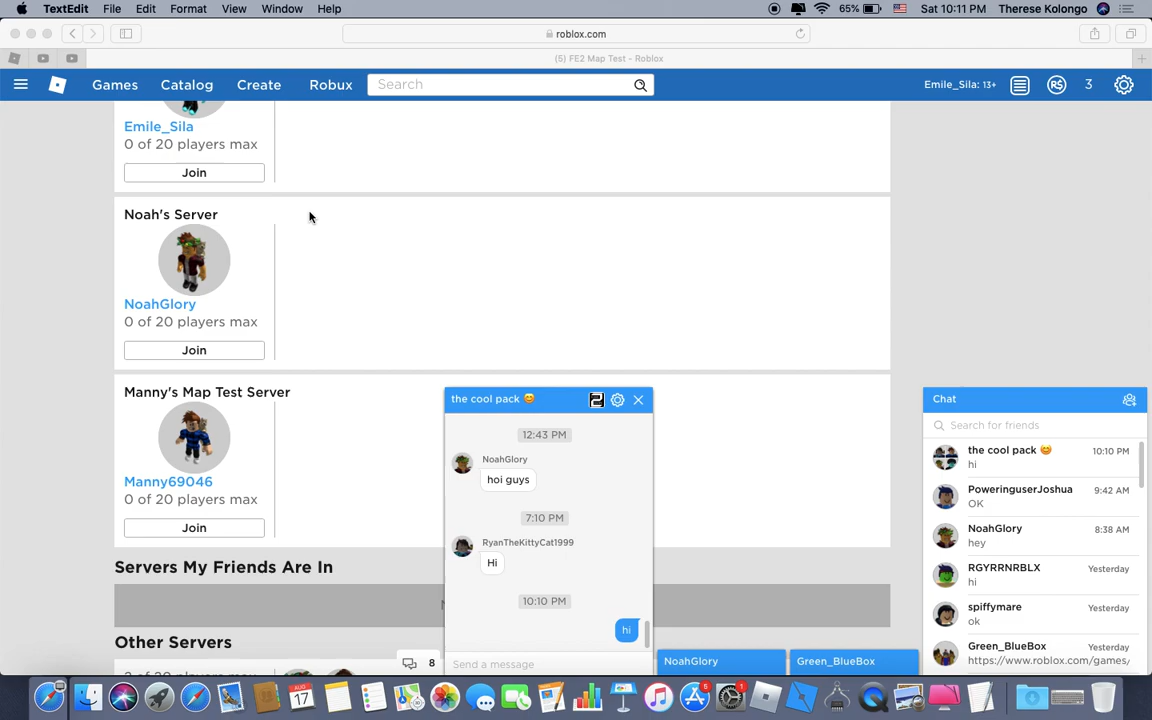 TextEdit File Edit Format View Window Help 65% Sat 10:11 PM Therese Kolongo
roblox.com
(5) FE2 Map Test - Roblox
Games Catalog Create Robux Search Emile_Sila: 13+ R$ 3
Emile_Sila
0 of 20 players max
Join
Noah's Server
NoahGlory
0 of 20 players max
Join
Manny's Map Test Server
Manny69046
0 of 20 players max
Join
Servers My Friends Are In
Other Servers
8
the cool pack 😊
12:43 PM
NoahGlory
hoi guys
7:10 PM
RyanTheKittyCat1999
Hi
10:10 PM
hi
Send a message
NoahGlory
Green_BlueBox
Chat
Search for friends
the cool pack 😊 10:10 PM
hi
PoweringuserJoshua 9:42 AM
OK
NoahGlory 8:38 AM
hey
RGYRRNRBLX Yesterday
hi
spiffymare Yesterday
ok
Green_BlueBox Yesterday
https://www.roblox.com/games/
AUG
17
6
1